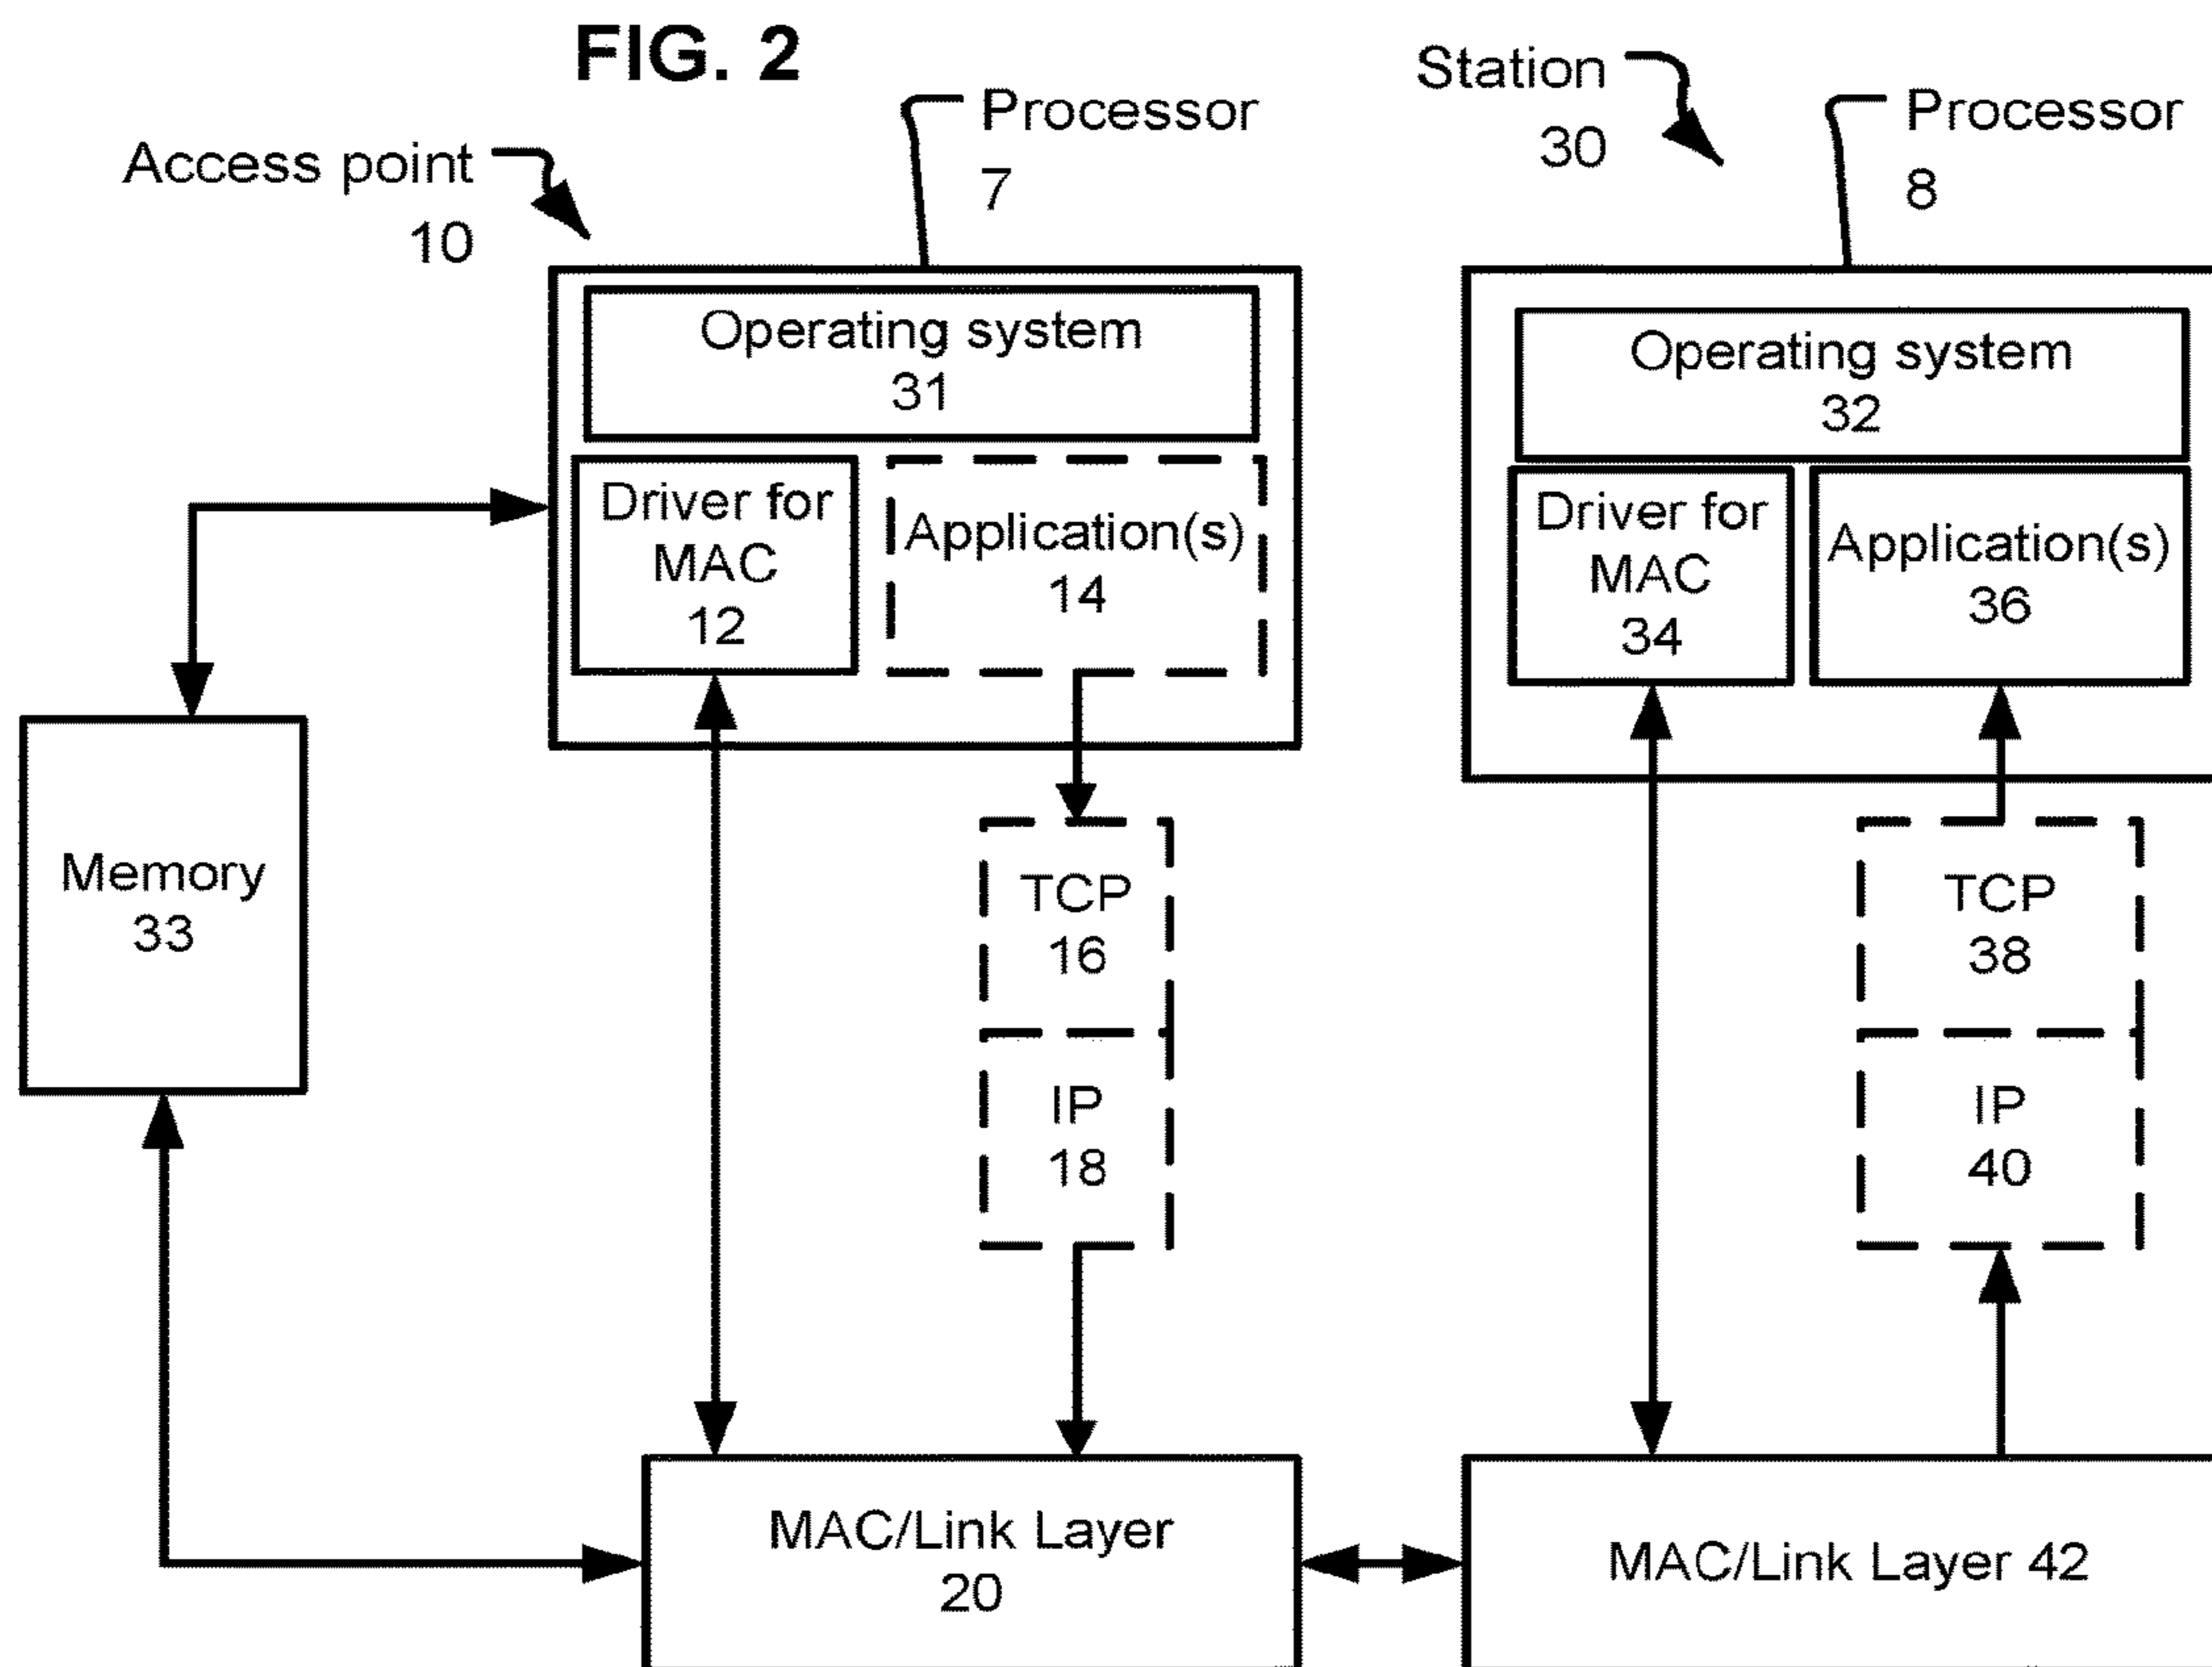 FIG. 2
Access point
10
Processor
7
Station
30
Processor
8
Operating system
31
Driver for
MAC
12
Application(s)
14
Operating system
32
Driver for
MAC
34
Application(s)
36
Memory
33
TCP
16
IP
18
TCP
38
IP
40
MAC/Link Layer
20
MAC/Link Layer 42